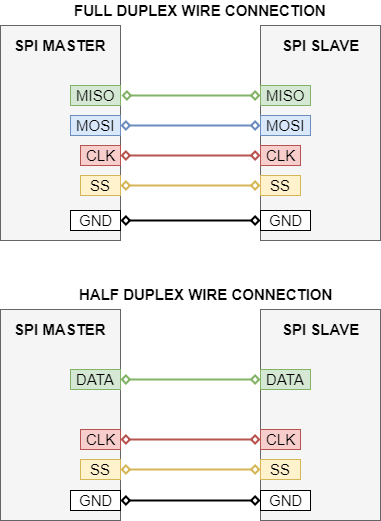 FULL DUPLEX WIRE CONNECTION
SPI MASTER SPI SLAVE
MISO MISO
MOSI MOSI
CLK CLK
SS SS
GND GND
HALF DUPLEX WIRE CONNECTION
SPI MASTER SPI SLAVE
DATA DATA
CLK CLK
SS SS
GND GND